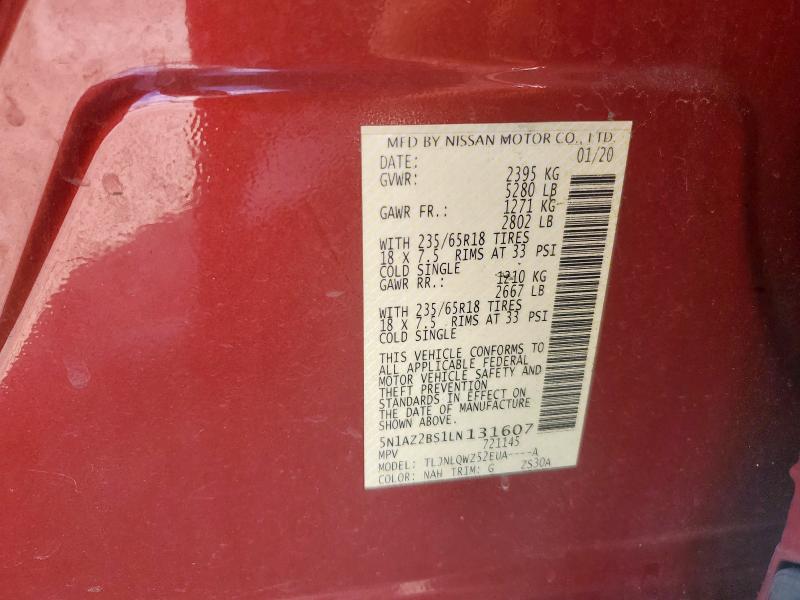 MFD BY NISSAN MOTOR CO., LTD.
DATE: 01/20
GVWR: 2395 KG
5280 LB
GAWR FR.: 1271 KG
2802 LB
WITH 235/65R18 TIRES
18 X 7.5 RIMS AT 33 PSI
COLD SINGLE
GAWR RR.: 1210 KG
2667 LB
WITH 235/65R18 TIRES
18 X 7.5 RIMS AT 33 PSI
COLD SINGLE
THIS VEHICLE CONFORMS TO
ALL APPLICABLE FEDERAL
MOTOR VEHICLE SAFETY AND
THEFT PREVENTION
STANDARDS IN EFFECT ON
THE DATE OF MANUFACTURE
SHOWN ABOVE.
5N1AZ2BS1LN131607
MPV 721145
MODEL: TLJNLQWZ52EUA----A
COLOR: NAH TRIM: G 2S30A